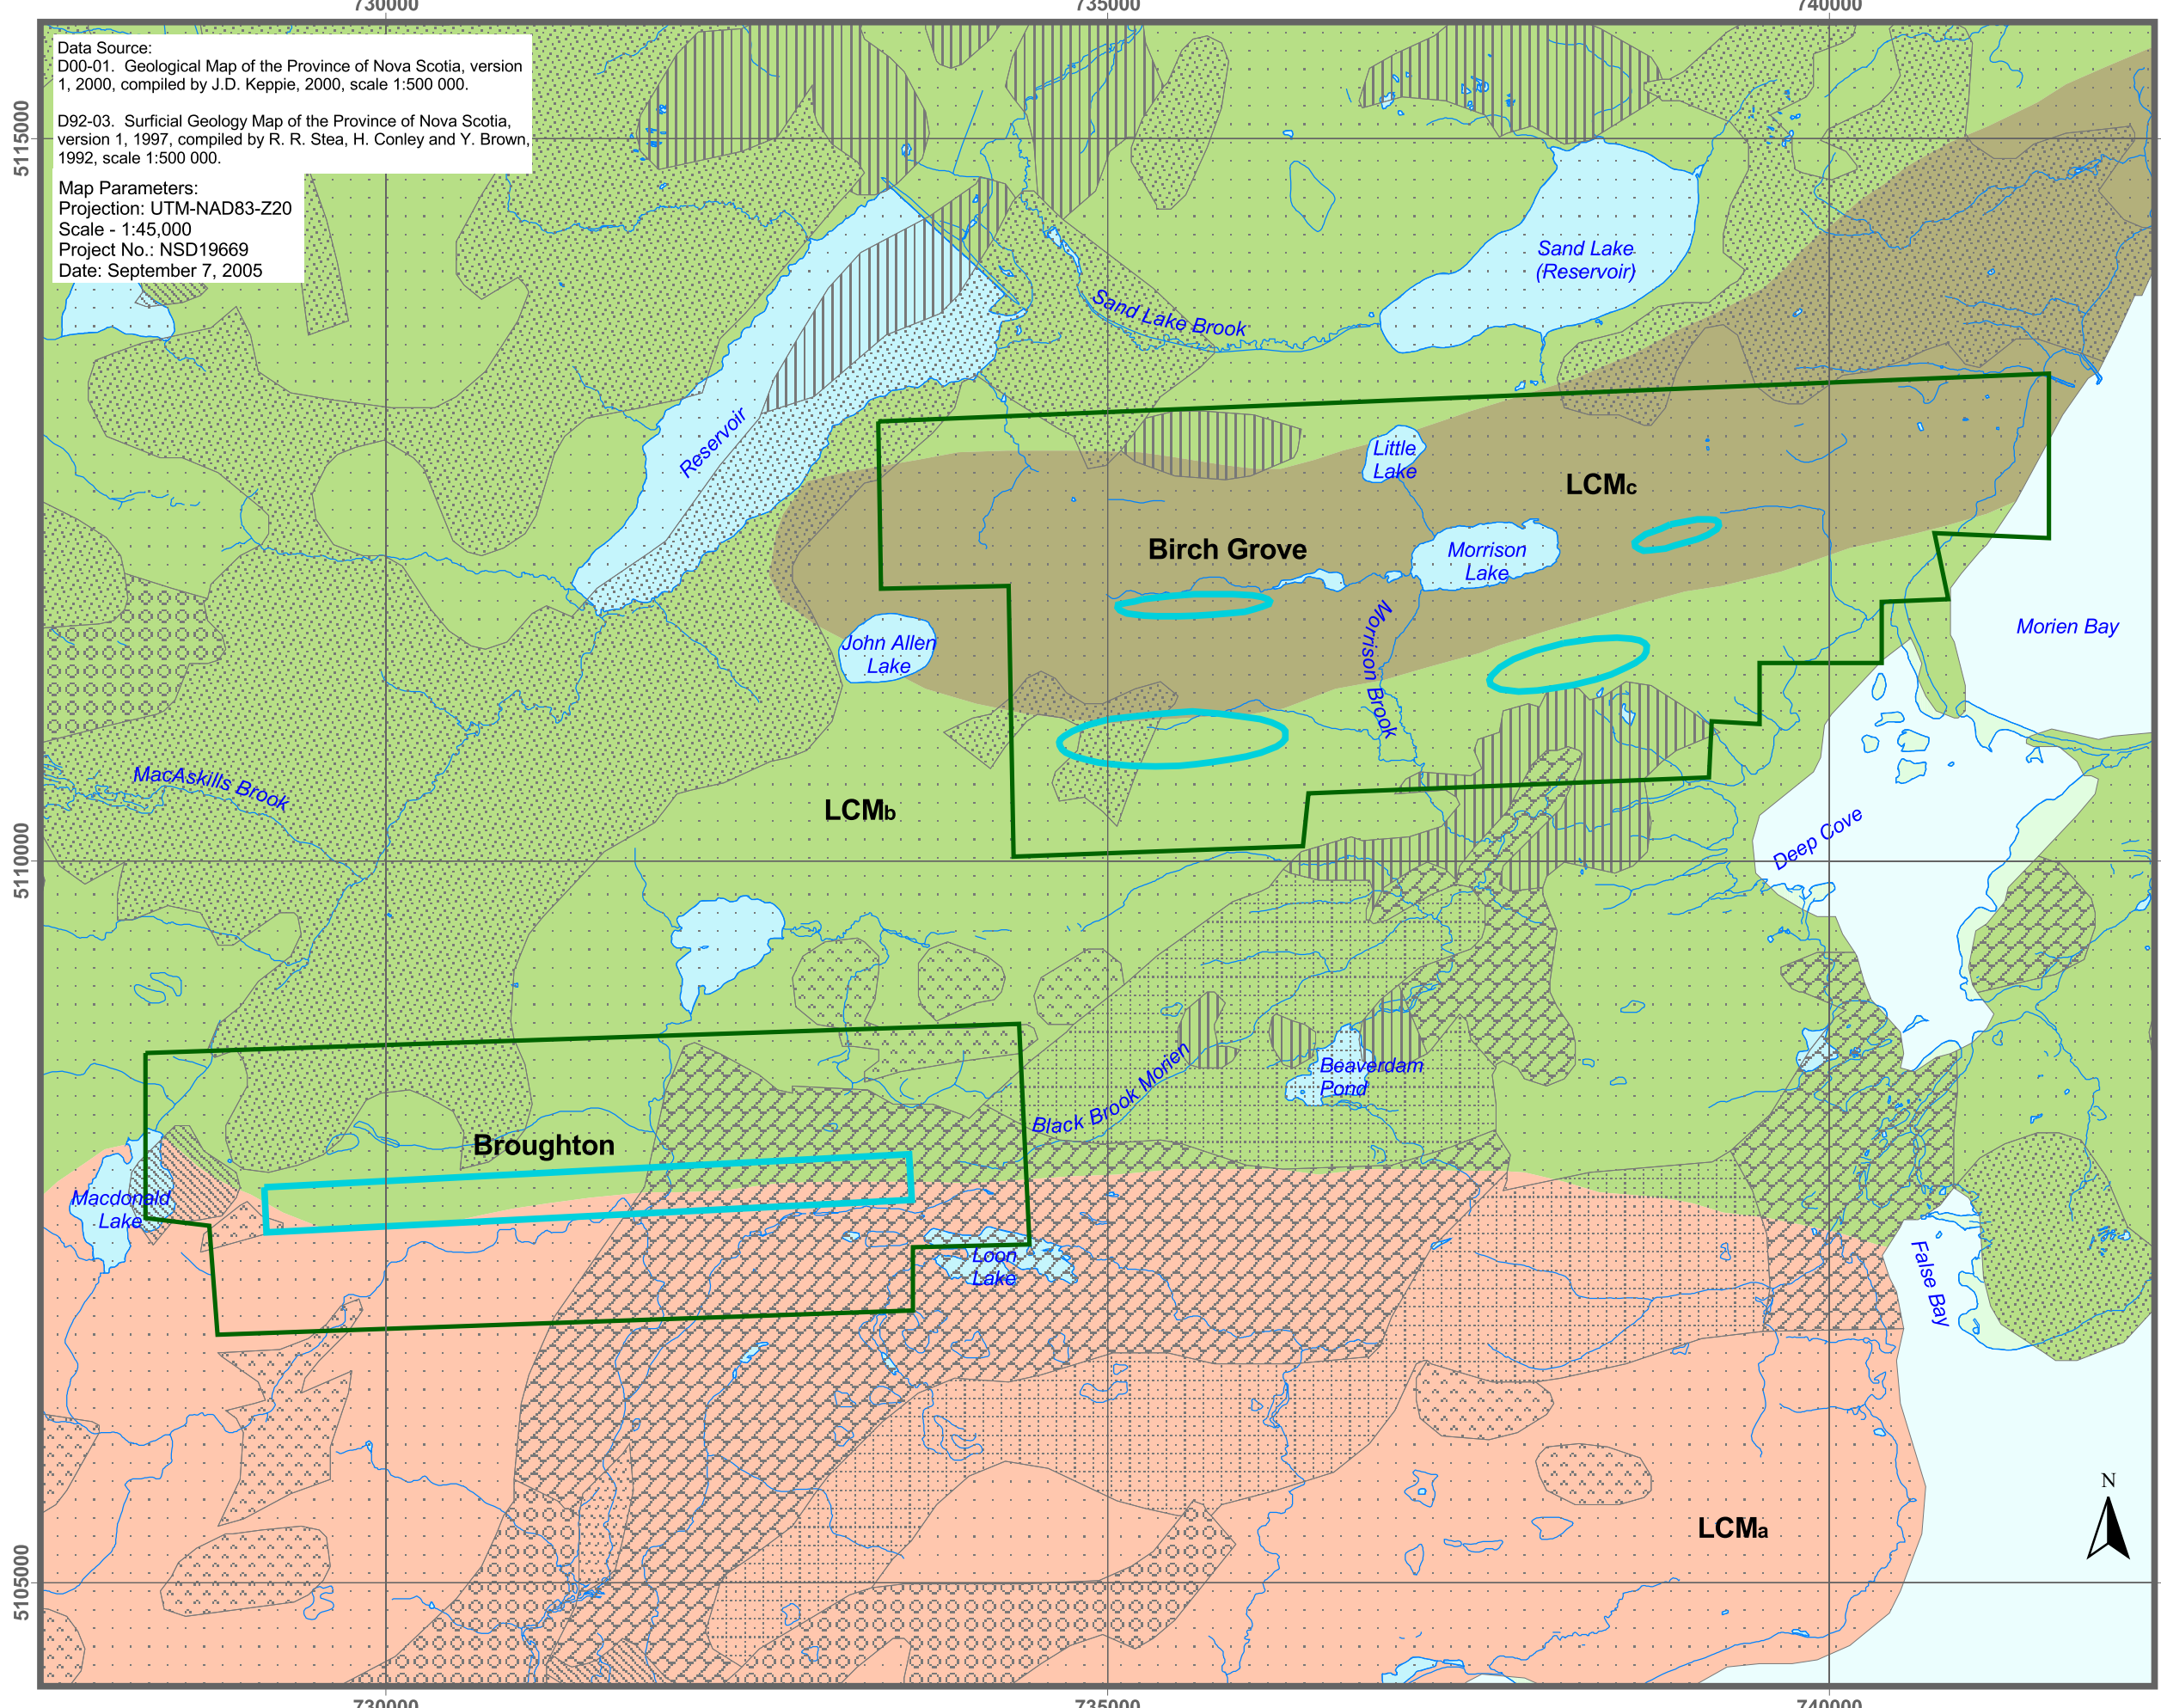 730000
735000
740000
Data Source:
D00-01. Geological Map of the Province of Nova Scotia, version
1, 2000, compiled by J.D. Keppie, 2000, scale 1:500 000.
D92-03. Surficial Geology Map of the Province of Nova Scotia,
version 1, 1997, compiled by R. R. Stea, H. Conley and Y. Brown,
1992, scale 1:500 000.
Map Parameters:
Projection: UTM-NAD83-Z20
Scale - 1:45,000
Project No.: NSD19669
Date: September 7, 2005
5115000
Sand Lake
(Reservoir)
Sand Lake Brook
Reservoir
Little
Lake
LCMc
Birch Grove
Morrison
Lake
Morrison Brook
John Allen
Lake
Morien Bay
MacAskills Brook
LCMb
Deep Cove
5110000
Beaverdam
Pond
Black Brook Morien
Broughton
Macdonald
Lake
Loon
Lake
False Bay
N
LCMa
5105000
730000
735000
740000